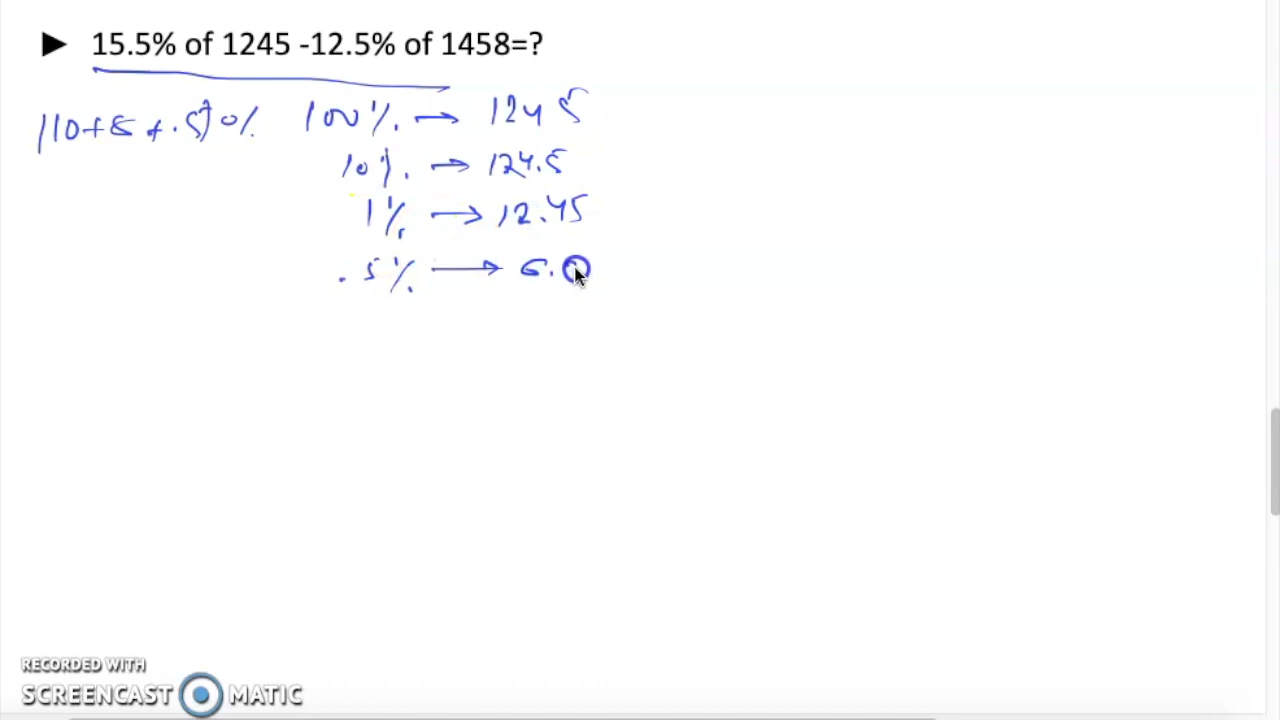 ► 15.5% of 1245 -12.5% of 1458=?
(10+5+.5)% 100% → 1245
10% → 124.5
1% → 12.45
.5% → 6.
RECORDED WITH
SCREENCAST MATIC